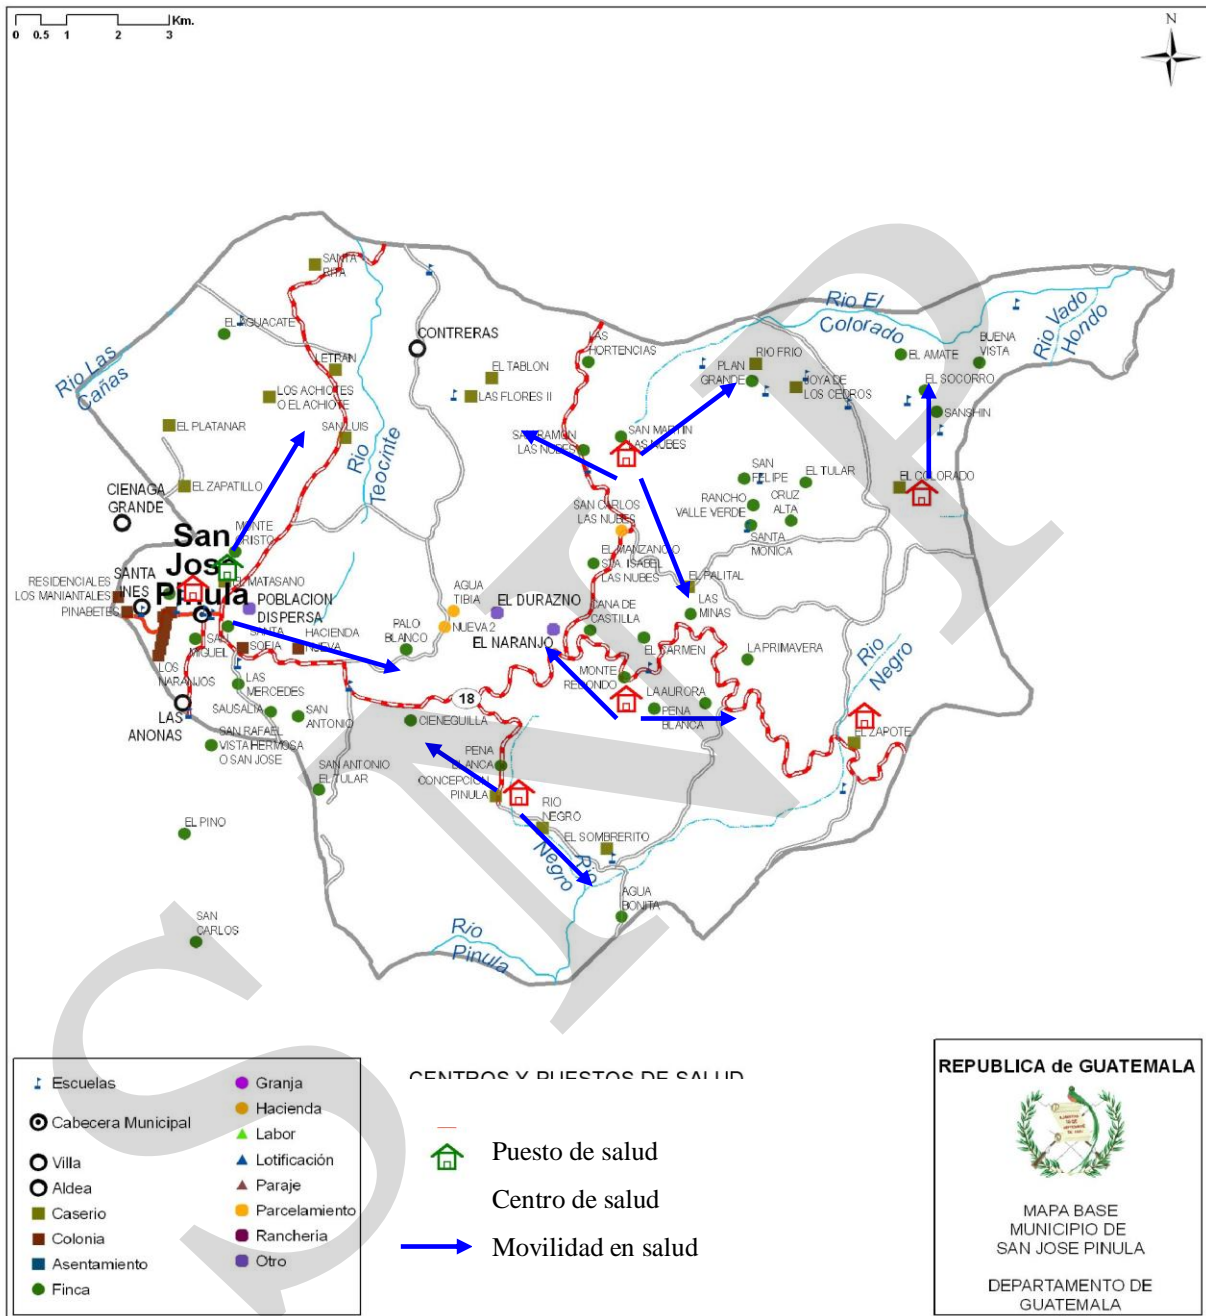 Km.
0 0.5 1 2 3
N
SANTA
RITA
EL AGUACATE
Rio Las
Cañas
LETRAN
LOS ACHIOTES
O EL ACHIOTE
EL PLATANAR
SAN LUIS
Rio
Teocinte
CONTRERAS
EL TABLON
LAS FLORES II
LAS
HORTENCIAS
SAN RAMON
LAS NUBES
SAN MARTIN
LAS NUBES
PLAN
GRANDE
RIO FRIO
JOYA DE
LOS CEDROS
Rio El
Colorado
Rio Vado
Hondo
BUENA
VISTA
EL AMATE
EL SOCORRO
SANSHIN
EL COLORADO
SAN
FELIPE
EL TULAR
RANCHO
VALLE VERDE
CRUZ
ALTA
SANTA
MONICA
SAN CARLOS
LAS NUBES
EL MANZANO O
STA. ISABEL
LAS NUBES
EL PALITAL
LAS
MINAS
CIENAGA
GRANDE
EL ZAPATILLO
MONTE
CRISTO
San
Jos
Pinula
SANTA
INES
EL MATASANO
RESIDENCIALES
LOS MANIANTALES
PINABETES
POBLACION
DISPERSA
SANTA
SOFIA
HACIENDA
NUEVA
SAN
MIGUEL
LOS
NARANJOS
LAS
ANONAS
LAS
MERCEDES
SAUSALIA
SAN
ANTONIO
SAN RAFAEL
VISTA HERMOSA
O SAN JOSE
SAN ANTONIO
EL TULAR
EL PINO
SAN
CARLOS
AGUA
TIBIA
NUEVA 2
PALO
BLANCO
EL DURAZNO
EL NARANJO
CANA DE
CASTILLA
EL CARMEN
LA PRIMAVERA
Rio
Negro
MONTE
REDONDO
LA AURORA
PENA
BLANCA
18
CIENEGUILLA
PENA
BLANCA
CONCEPCION
PINULA
RIO
NEGRO
EL SOMBRERITO
Rio
Negro
AGUA
BONITA
Rio
Pinula
EL ZAPOTE
Escuelas
Cabecera Municipal
Villa
Aldea
Caserio
Colonia
Asentamiento
Finca
Granja
Hacienda
Labor
Lotificación
Paraje
Parcelamiento
Rancheria
Otro
CENTROS Y PUESTOS DE SALUD
Puesto de salud
Centro de salud
Movilidad en salud
REPUBLICA de GUATEMALA
MAPA BASE
MUNICIPIO DE
SAN JOSE PINULA
DEPARTAMENTO DE
GUATEMALA